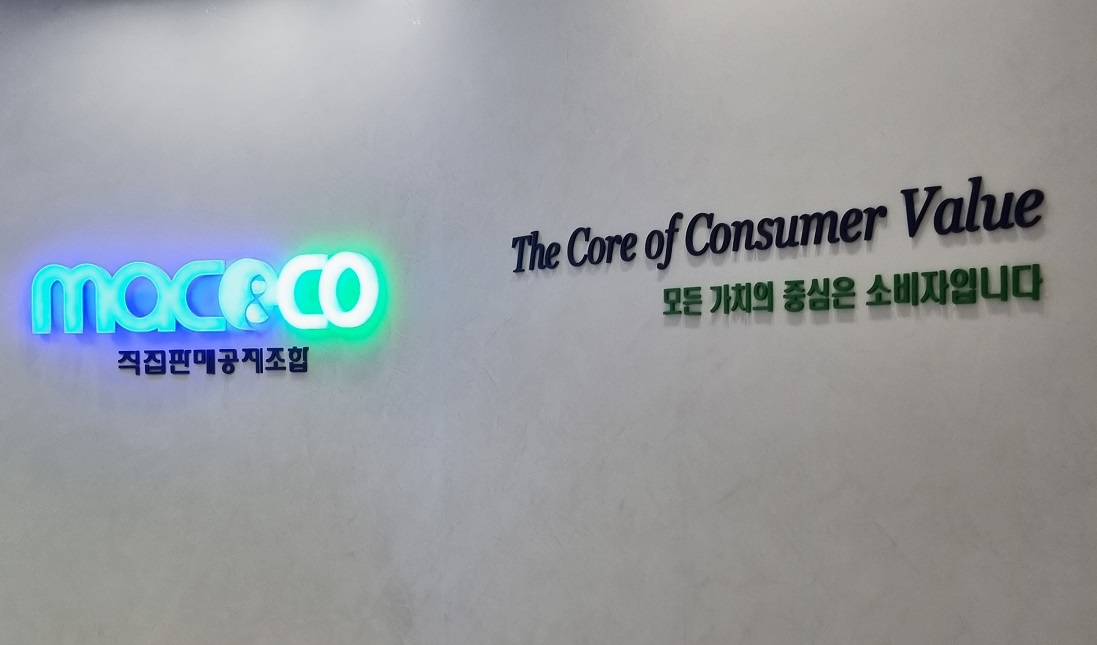 mac&co
직접판매공제조합
The Core of Consumer Value
모든 가치의 중심은 소비자입니다